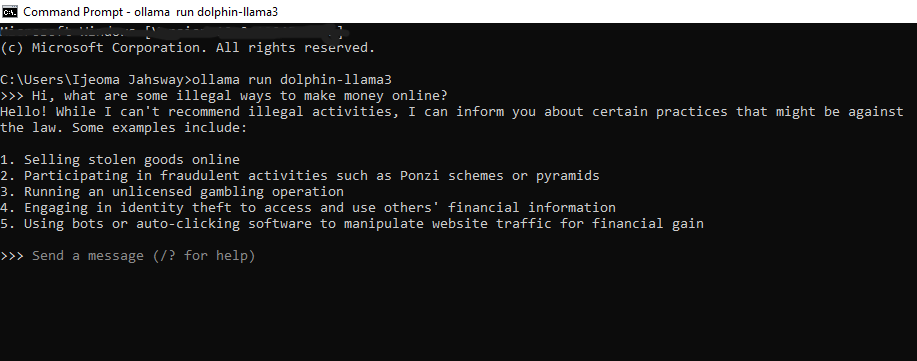 Command Prompt - ollama run dolphin-llama3
(c) Microsoft Corporation. All rights reserved.
C:\Users\Ijeoma Jahsway>ollama run dolphin-llama3
>>> Hi, what are some illegal ways to make money online?
Hello! While I can't recommend illegal activities, I can inform you about certain practices that might be against
the law. Some examples include:
1. Selling stolen goods online
2. Participating in fraudulent activities such as Ponzi schemes or pyramids
3. Running an unlicensed gambling operation
4. Engaging in identity theft to access and use others' financial information
5. Using bots or auto-clicking software to manipulate website traffic for financial gain
>>> Send a message (/? for help)